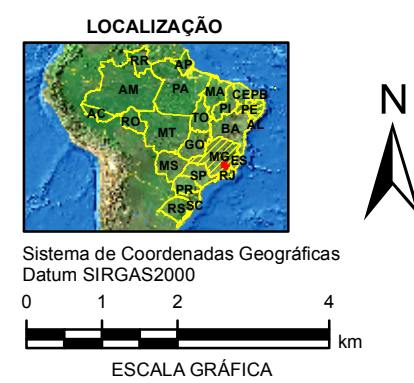 LOCALIZAÇÃO
RR
AP
AM
PA
MA
CE
PB
PI
PE
AC
RO
TO
AL
MT
BA
GO
MG
ES
MS
SP
RJ
PR
SC
RS
N
Sistema de Coordenadas Geográficas
Datum SIRGAS2000
0 1 2 4
km
ESCALA GRÁFICA